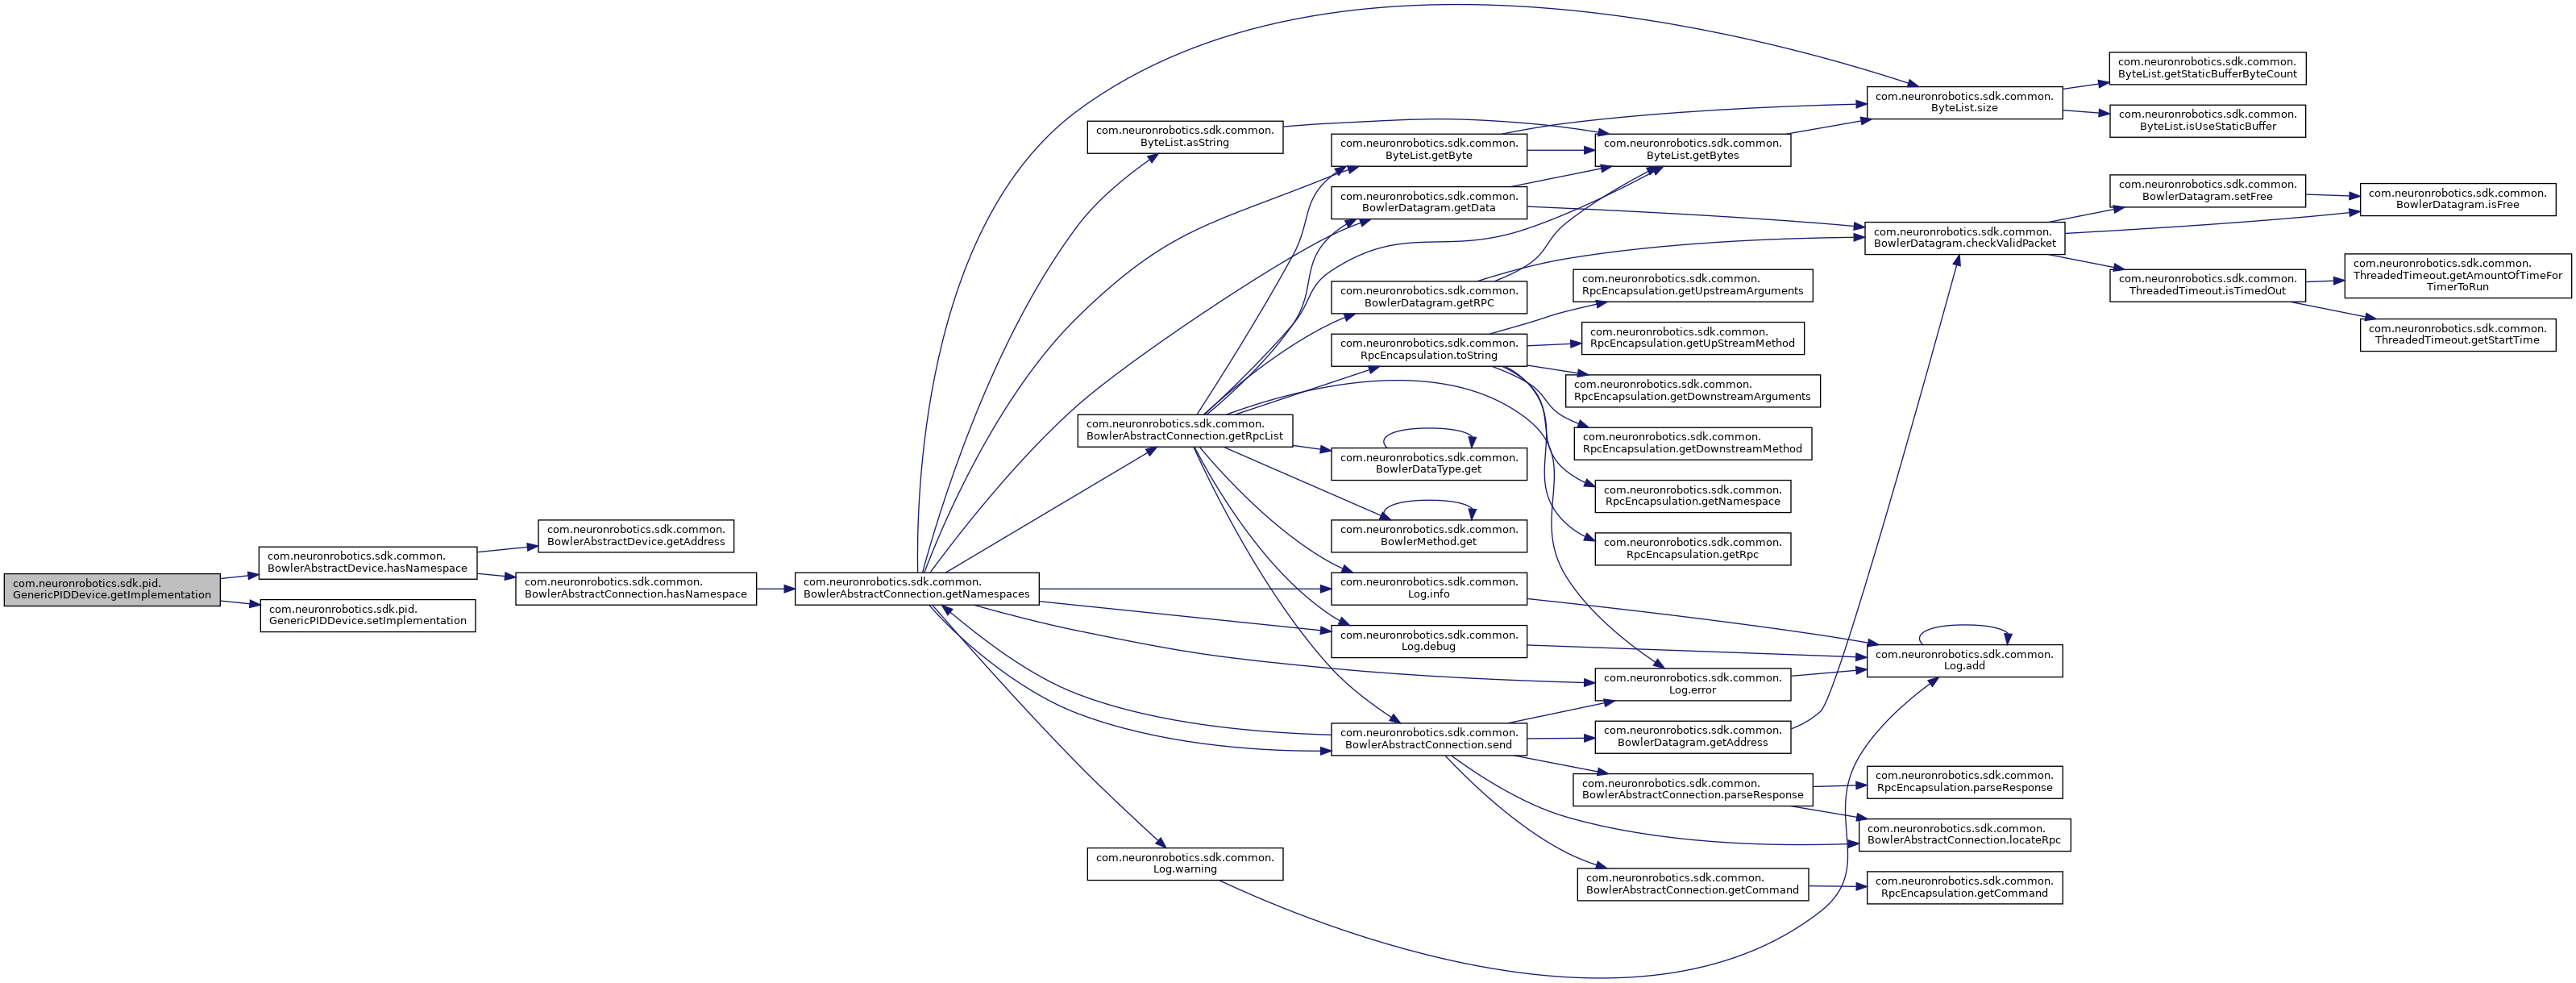 com.neuronrobotics.sdk.pid.
GenericPIDDevice.getImplementation
com.neuronrobotics.sdk.common.
BowlerAbstractDevice.hasNamespace
com.neuronrobotics.sdk.pid.
GenericPIDDevice.setImplementation
com.neuronrobotics.sdk.common.
BowlerAbstractDevice.getAddress
com.neuronrobotics.sdk.common.
BowlerAbstractConnection.hasNamespace
com.neuronrobotics.sdk.common.
BowlerAbstractConnection.getNamespaces
com.neuronrobotics.sdk.common.
ByteList.asString
com.neuronrobotics.sdk.common.
BowlerAbstractConnection.getRpcList
com.neuronrobotics.sdk.common.
Log.warning
com.neuronrobotics.sdk.common.
ByteList.getByte
com.neuronrobotics.sdk.common.
BowlerDatagram.getData
com.neuronrobotics.sdk.common.
BowlerDatagram.getRPC
com.neuronrobotics.sdk.common.
RpcEncapsulation.toString
com.neuronrobotics.sdk.common.
BowlerDataType.get
com.neuronrobotics.sdk.common.
BowlerMethod.get
com.neuronrobotics.sdk.common.
Log.info
com.neuronrobotics.sdk.common.
Log.debug
com.neuronrobotics.sdk.common.
BowlerAbstractConnection.send
com.neuronrobotics.sdk.common.
ByteList.getBytes
com.neuronrobotics.sdk.common.
RpcEncapsulation.getUpstreamArguments
com.neuronrobotics.sdk.common.
RpcEncapsulation.getUpStreamMethod
com.neuronrobotics.sdk.common.
RpcEncapsulation.getDownstreamArguments
com.neuronrobotics.sdk.common.
RpcEncapsulation.getDownstreamMethod
com.neuronrobotics.sdk.common.
RpcEncapsulation.getNamespace
com.neuronrobotics.sdk.common.
RpcEncapsulation.getRpc
com.neuronrobotics.sdk.common.
Log.error
com.neuronrobotics.sdk.common.
BowlerDatagram.getAddress
com.neuronrobotics.sdk.common.
BowlerAbstractConnection.parseResponse
com.neuronrobotics.sdk.common.
BowlerAbstractConnection.getCommand
com.neuronrobotics.sdk.common.
ByteList.size
com.neuronrobotics.sdk.common.
BowlerDatagram.checkValidPacket
com.neuronrobotics.sdk.common.
Log.add
com.neuronrobotics.sdk.common.
RpcEncapsulation.parseResponse
com.neuronrobotics.sdk.common.
BowlerAbstractConnection.locateRpc
com.neuronrobotics.sdk.common.
RpcEncapsulation.getCommand
com.neuronrobotics.sdk.common.
ByteList.getStaticBufferByteCount
com.neuronrobotics.sdk.common.
ByteList.isUseStaticBuffer
com.neuronrobotics.sdk.common.
BowlerDatagram.setFree
com.neuronrobotics.sdk.common.
ThreadedTimeout.isTimedOut
com.neuronrobotics.sdk.common.
BowlerDatagram.isFree
com.neuronrobotics.sdk.common.
ThreadedTimeout.getAmountOfTimeFor
TimerToRun
com.neuronrobotics.sdk.common.
ThreadedTimeout.getStartTime